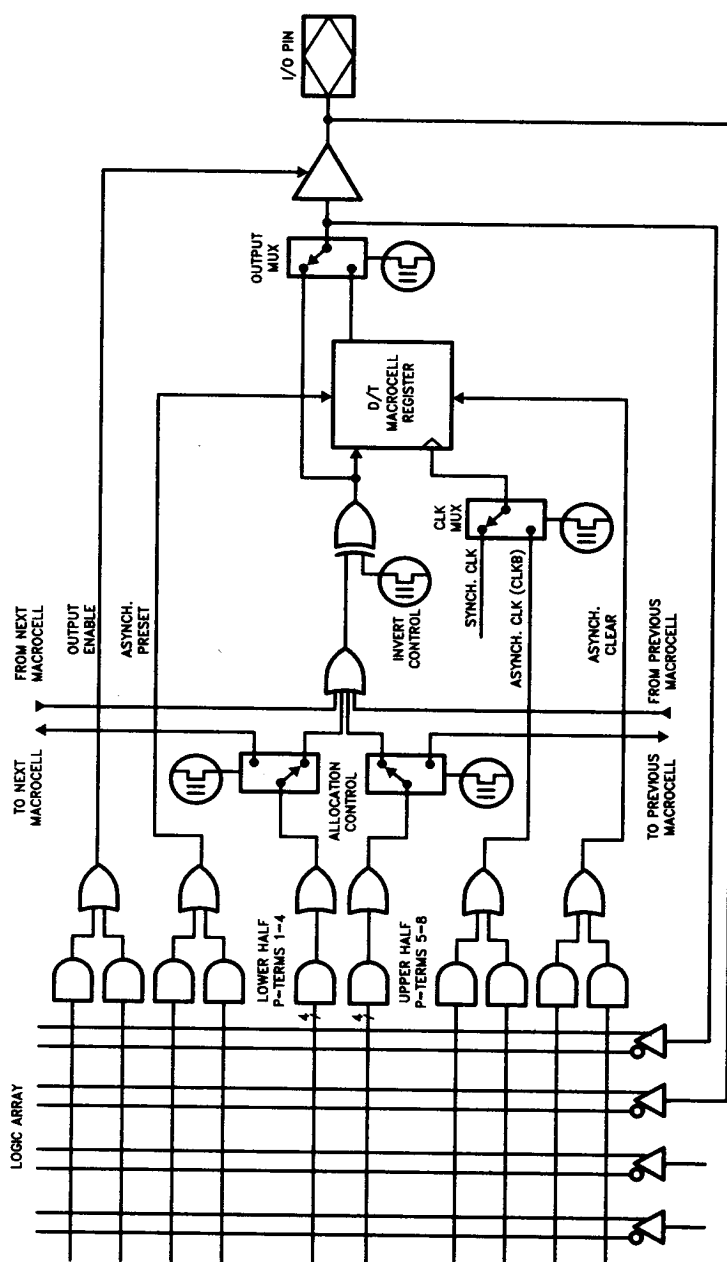 LOGIC ARRAY
TO NEXT
MACROCELL
FROM NEXT
MACROCELL
OUTPUT
ENABLE
ASYNCH.
PRESET
LOWER HALF
P-TERMS 1-4
4
ALLOCATION
CONTROL
4
UPPER HALF
P-TERMS 5-8
INVERT
CONTROL
OUTPUT
MUX
I/O PIN
D/T
MACROCELL
REGISTER
CLK
MUX
SYNCH. CLK
ASYNCH. CLK (CLKB)
ASYNCH.
CLEAR
TO PREVIOUS
MACROCELL
FROM PREVIOUS
MACROCELL